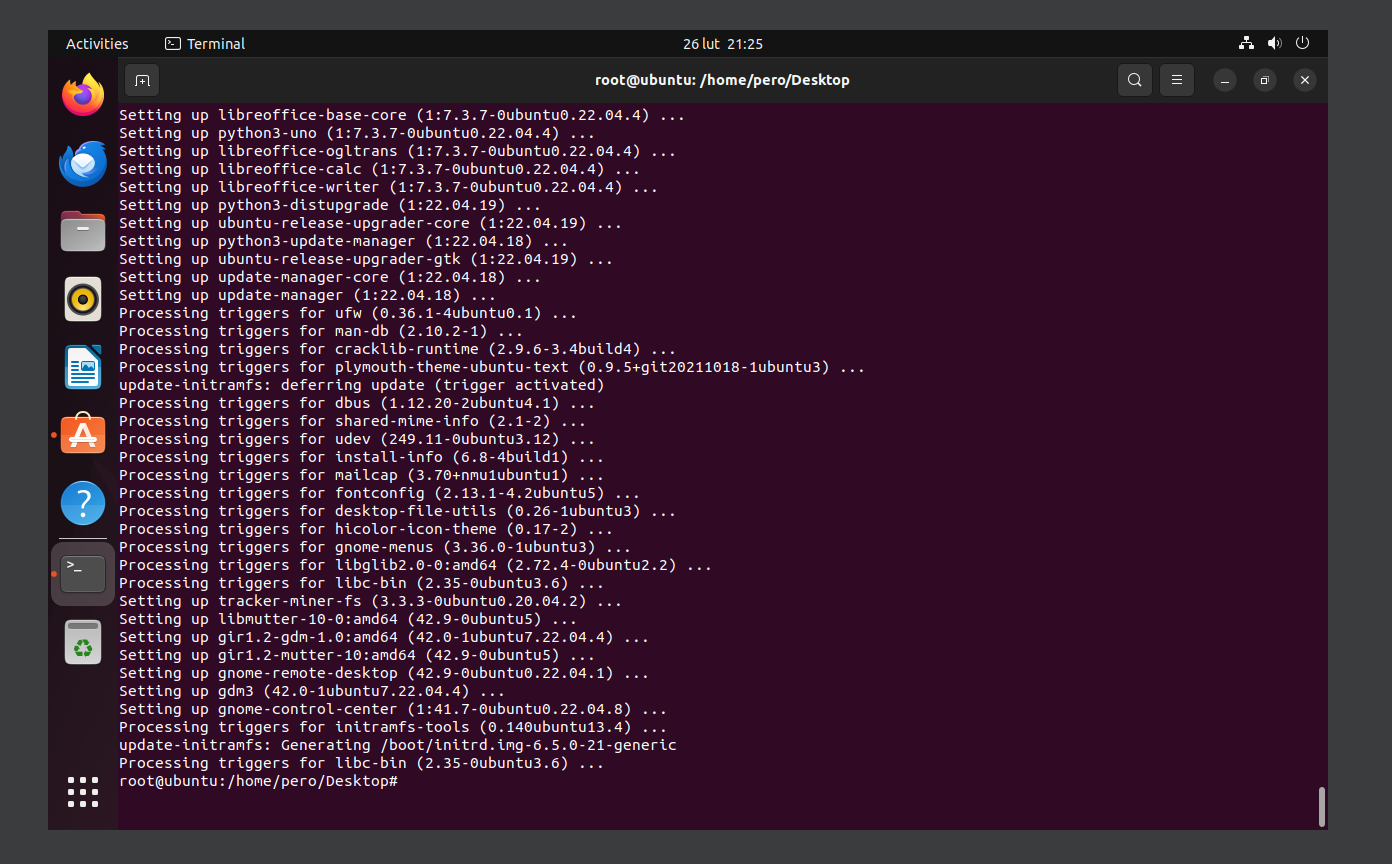 Activities
Terminal
26 lut 21:25
root@ubuntu: /home/pero/Desktop
Setting up libreoffice-base-core (1:7.3.7-0ubuntu0.22.04.4) ...
Setting up python3-uno (1:7.3.7-0ubuntu0.22.04.4) ...
Setting up libreoffice-ogltrans (1:7.3.7-0ubuntu0.22.04.4) ...
Setting up libreoffice-calc (1:7.3.7-0ubuntu0.22.04.4) ...
Setting up libreoffice-writer (1:7.3.7-0ubuntu0.22.04.4) ...
Setting up python3-distupgrade (1:22.04.19) ...
Setting up ubuntu-release-upgrader-core (1:22.04.19) ...
Setting up python3-update-manager (1:22.04.18) ...
Setting up ubuntu-release-upgrader-gtk (1:22.04.19) ...
Setting up update-manager-core (1:22.04.18) ...
Setting up update-manager (1:22.04.18) ...
Processing triggers for ufw (0.36.1-4ubuntu0.1) ...
Processing triggers for man-db (2.10.2-1) ...
Processing triggers for cracklib-runtime (2.9.6-3.4build4) ...
Processing triggers for plymouth-theme-ubuntu-text (0.9.5+git20211018-1ubuntu3) ...
update-initramfs: deferring update (trigger activated)
Processing triggers for dbus (1.12.20-2ubuntu4.1) ...
Processing triggers for shared-mime-info (2.1-2) ...
Processing triggers for udev (249.11-0ubuntu3.12) ...
Processing triggers for install-info (6.8-4build1) ...
Processing triggers for mailcap (3.70+nmu1ubuntu1) ...
Processing triggers for fontconfig (2.13.1-4.2ubuntu5) ...
Processing triggers for desktop-file-utils (0.26-1ubuntu3) ...
Processing triggers for hicolor-icon-theme (0.17-2) ...
Processing triggers for gnome-menus (3.36.0-1ubuntu3) ...
Processing triggers for libglib2.0-0:amd64 (2.72.4-0ubuntu2.2) ...
Processing triggers for libc-bin (2.35-0ubuntu3.6) ...
Setting up tracker-miner-fs (3.3.3-0ubuntu0.20.04.2) ...
Setting up libmutter-10-0:amd64 (42.9-0ubuntu5) ...
Setting up gir1.2-gdm-1.0:amd64 (42.0-1ubuntu7.22.04.4) ...
Setting up gir1.2-mutter-10:amd64 (42.9-0ubuntu5) ...
Setting up gnome-remote-desktop (42.9-0ubuntu0.22.04.1) ...
Setting up gdm3 (42.0-1ubuntu7.22.04.4) ...
Setting up gnome-control-center (1:41.7-0ubuntu0.22.04.8) ...
Processing triggers for initramfs-tools (0.140ubuntu13.4) ...
update-initramfs: Generating /boot/initrd.img-6.5.0-21-generic
Processing triggers for libc-bin (2.35-0ubuntu3.6) ...
root@ubuntu:/home/pero/Desktop#